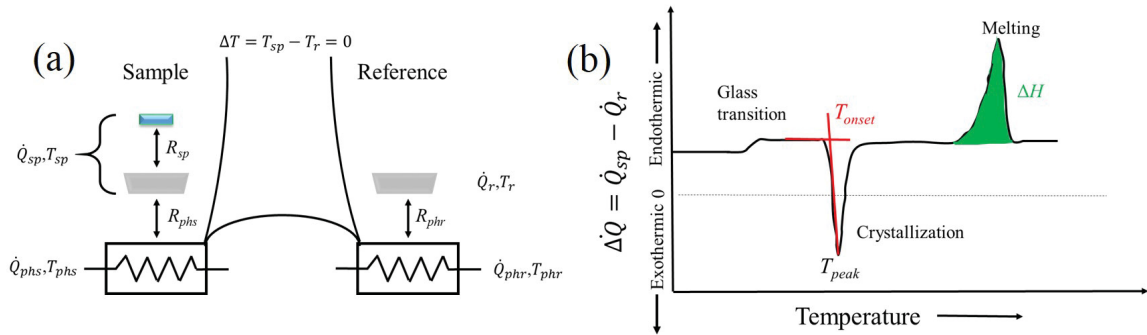 (a)
ΔT = T_sp − T_r = 0
Sample
Reference
Q̇_sp,T_sp
R_sp
Q̇_r,T_r
R_phs
R_phr
Q̇_phs,T_phs
Q̇_phr,T_phr
(b)
ΔQ̇ = Q̇_sp − Q̇_r
Exothermic 0 Endothermic
Melting
Glass
transition
T_onset
ΔH
Crystallization
T_peak
Temperature